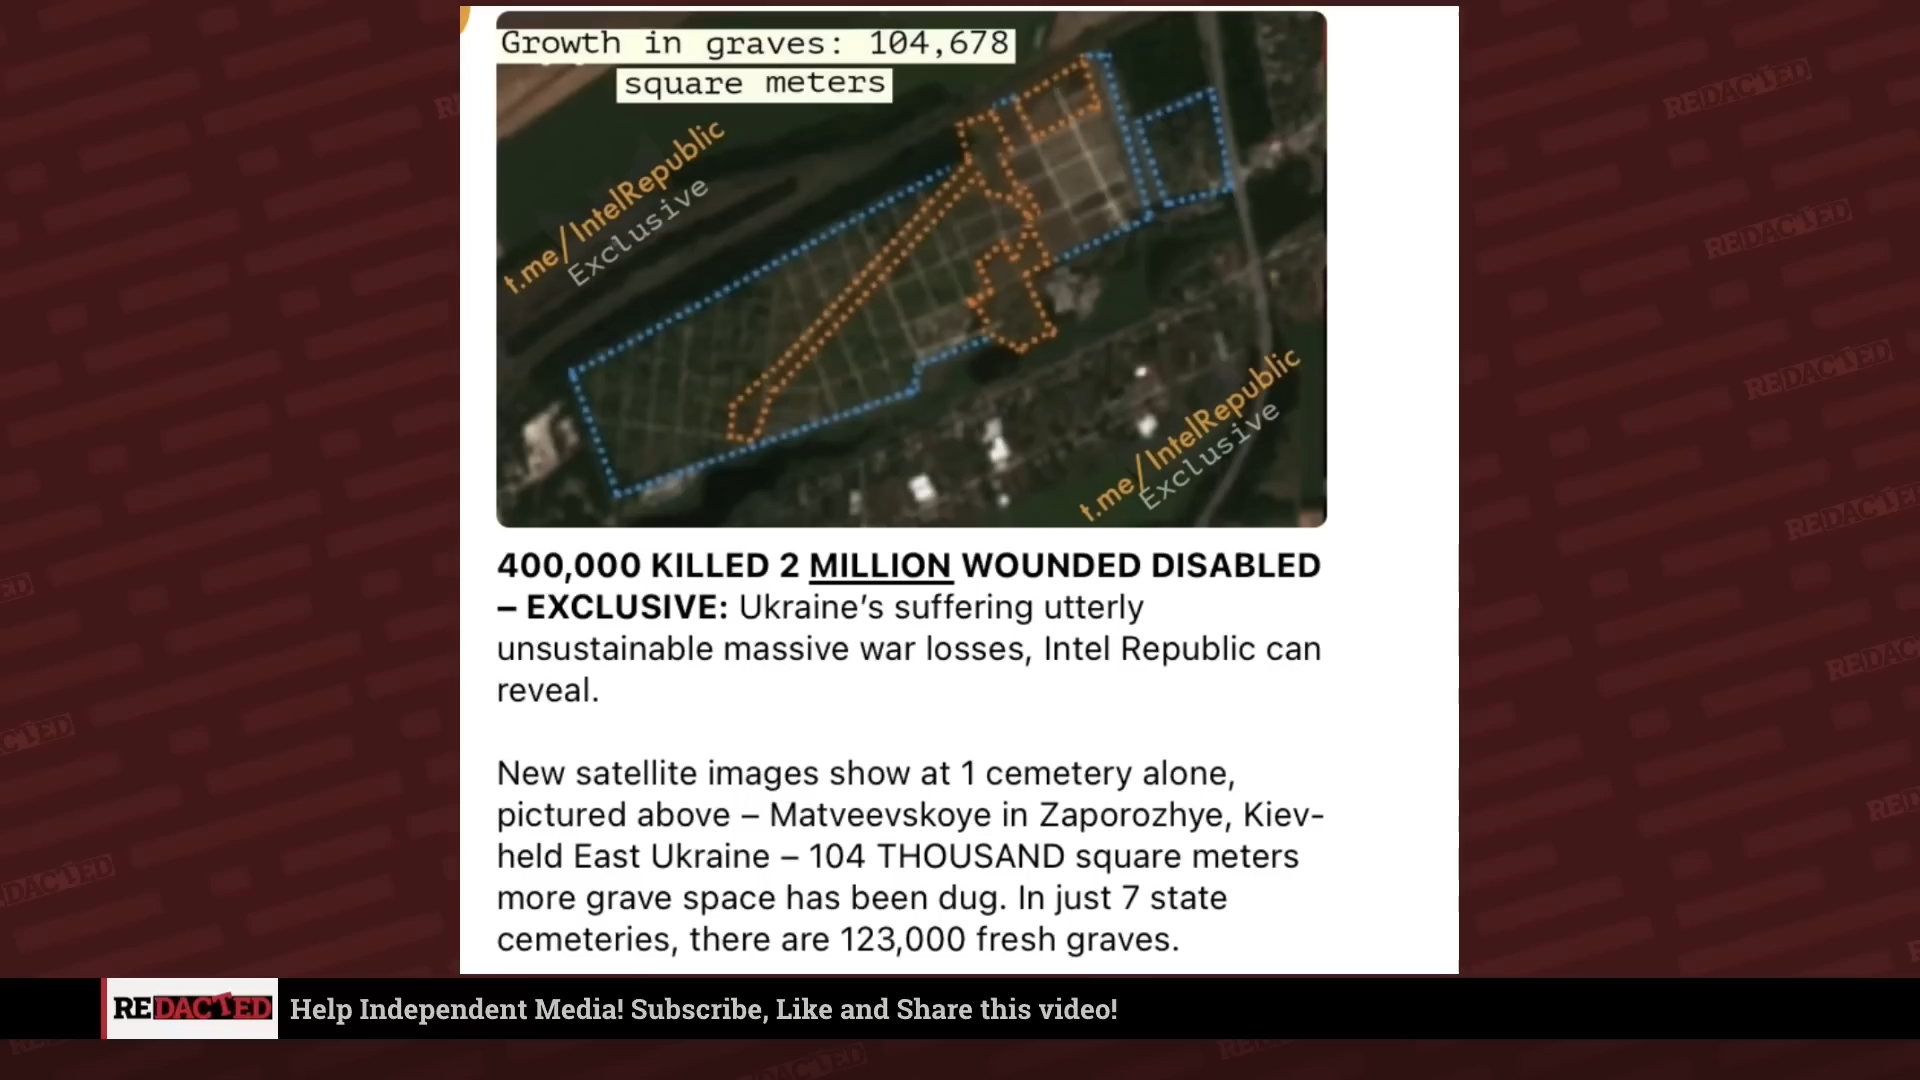 Growth in graves: 104,678
square meters
t.me/IntelRepublic
Exclusive
t.me/IntelRepublic
Exclusive
400,000 KILLED 2 MILLION WOUNDED DISABLED
– EXCLUSIVE: Ukraine’s suffering utterly
unsustainable massive war losses, Intel Republic can
reveal.
New satellite images show at 1 cemetery alone,
pictured above – Matveevskoye in Zaporozhye, Kiev-
held East Ukraine – 104 THOUSAND square meters
more grave space has been dug. In just 7 state
cemeteries, there are 123,000 fresh graves.
REDACTED Help Independent Media! Subscribe, Like and Share this video!
REDACTED
REDACTED
REDACTED